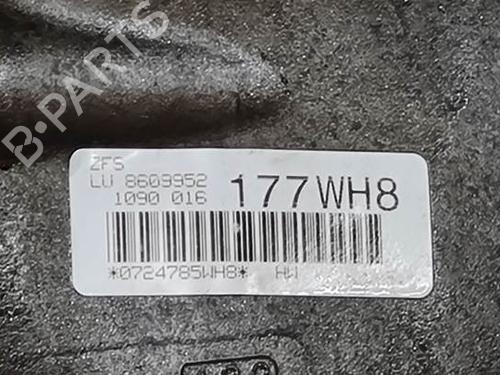 B-PARTS
ZFS
LU 8609952
1090 016
177WH8
*0724785WH8* HW